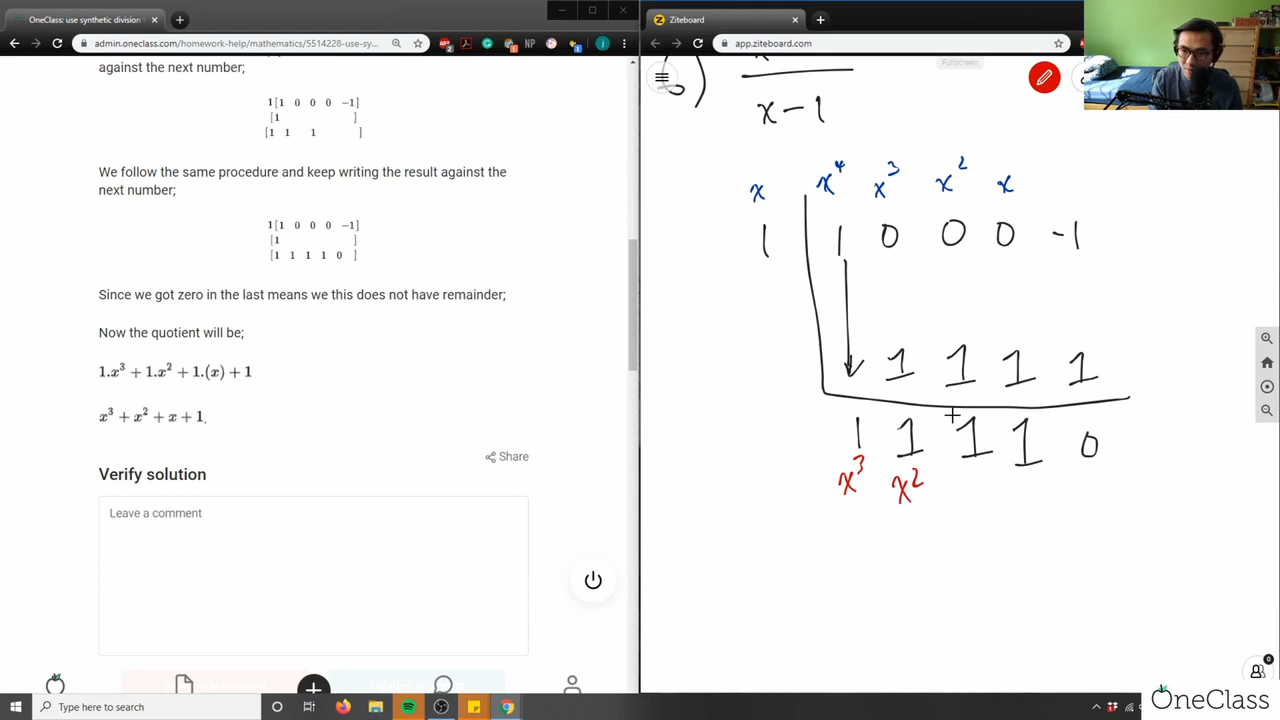 OneClass: use synthetic division
admin.oneclass.com/homework-help/mathematics/5514228-use-sy...
against the next number;
1[1 0 0 0 −1]
[1 ]
[1 1 1 ]
We follow the same procedure and keep writing the result against the
next number;
1[1 0 0 0 −1]
[1 ]
[1 1 1 1 0 ]
Since we got zero in the last means we this does not have remainder;
Now the quotient will be;
1.x³ + 1.x² + 1.(x) + 1
x³ + x² + x + 1.
Share
Verify solution
Leave a comment
Type here to search
Ziteboard
app.ziteboard.com
Fullscreen
x − 1
x x⁴ x³ x² x
1 1 0 0 0 -1
1 1 1 1
1 1 1 1 0
x³ x²
0
OneClass